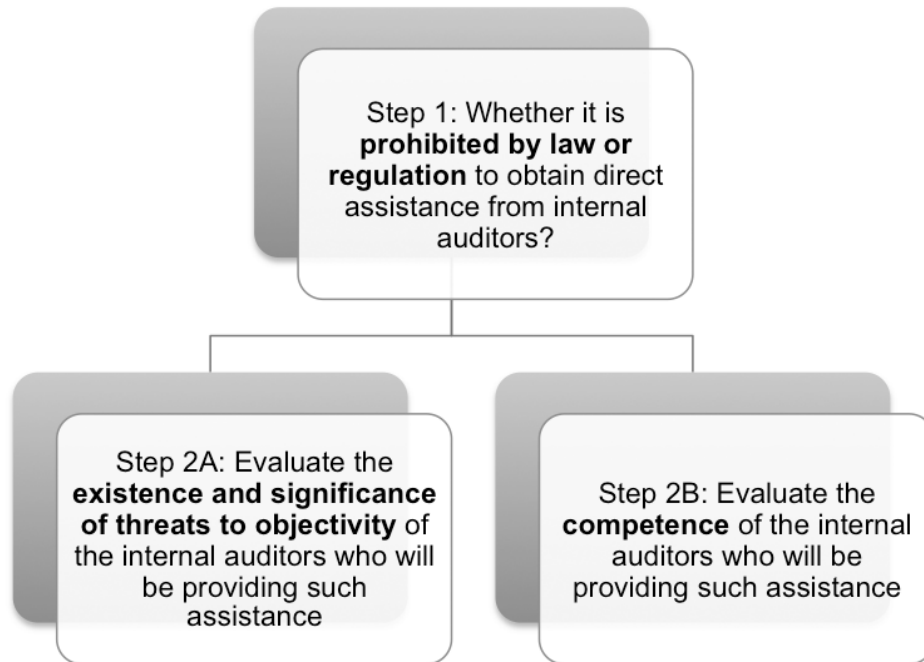 Step 1: Whether it is
prohibited by law or
regulation to obtain direct
assistance from internal
auditors?
Step 2A: Evaluate the
existence and significance
of threats to objectivity of
the internal auditors who will
be providing such
assistance
Step 2B: Evaluate the
competence of the internal
auditors who will be
providing such assistance